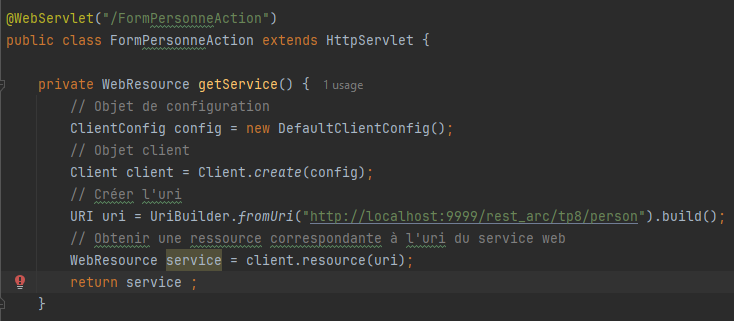 @WebServlet("/FormPersonneAction")
public class FormPersonneAction extends HttpServlet {
private WebResource getService() { 1 usage
// Objet de configuration
ClientConfig config = new DefaultClientConfig();
// Objet client
Client client = Client.create(config);
// Créer l'uri
URI uri = UriBuilder.fromUri("http://localhost:9999/rest_arc/tp8/person").build();
// Obtenir une ressource correspondante à l'uri du service web
WebResource service = client.resource(uri);
return service ;
}